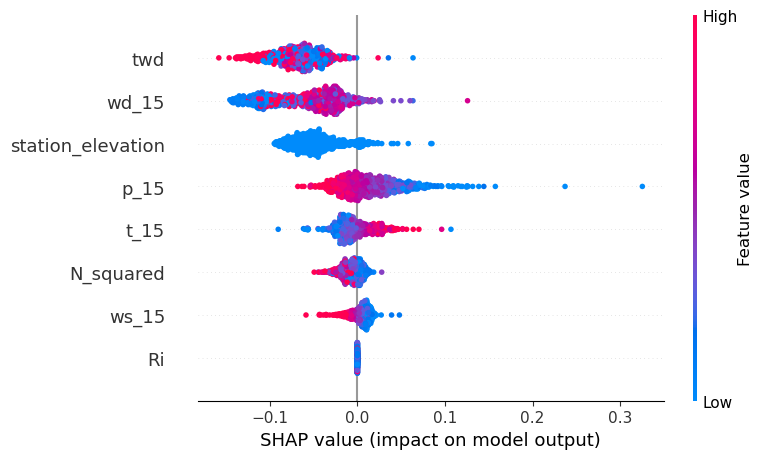 High
twd
wd_15
station_elevation
p_15
t_15
N_squared
ws_15
Ri
Feature value
Low
−0.1 0.0 0.1 0.2 0.3
SHAP value (impact on model output)